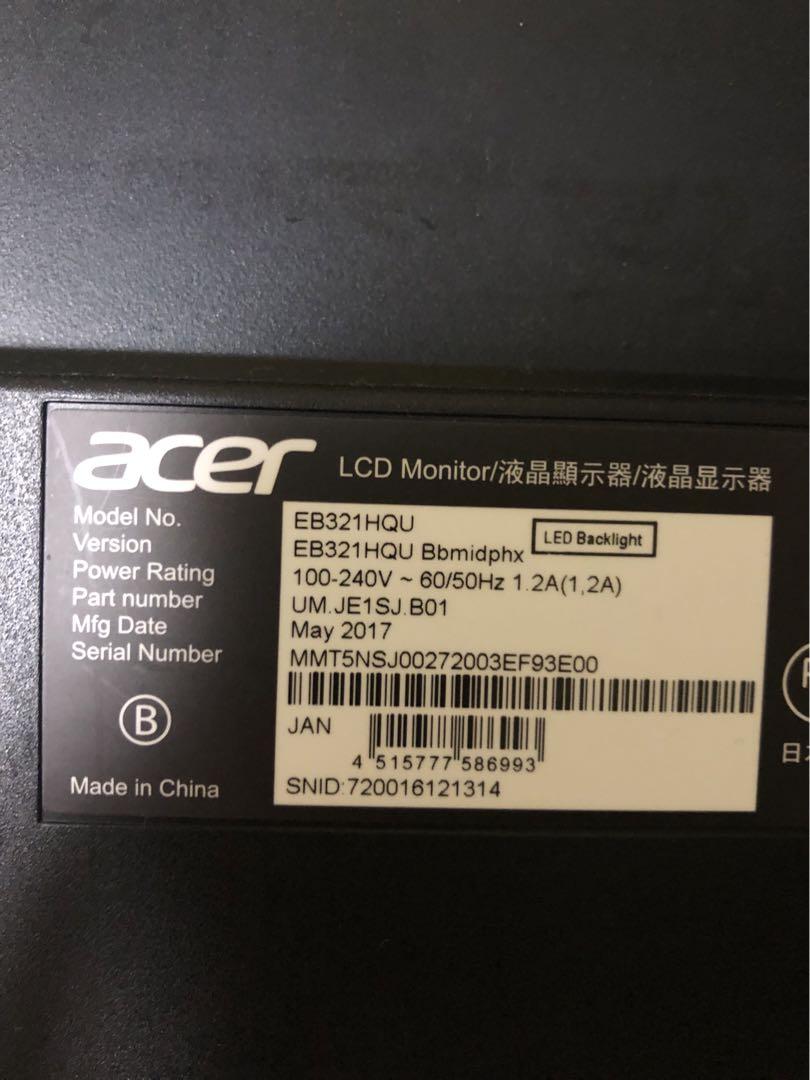 acer LCD Monitor/液晶顯示器/液晶显示器
Model No. EB321HQU
LED Backlight
Version EB321HQU Bbmidphx
Power Rating 100-240V ~ 60/50Hz 1.2A(1,2A)
Part number UM.JE1SJ.B01
Mfg Date May 2017
Serial Number MMT5NSJ00272003EF93E00
B
JAN
4 515777 586993
Made in China
SNID:720016121314
日